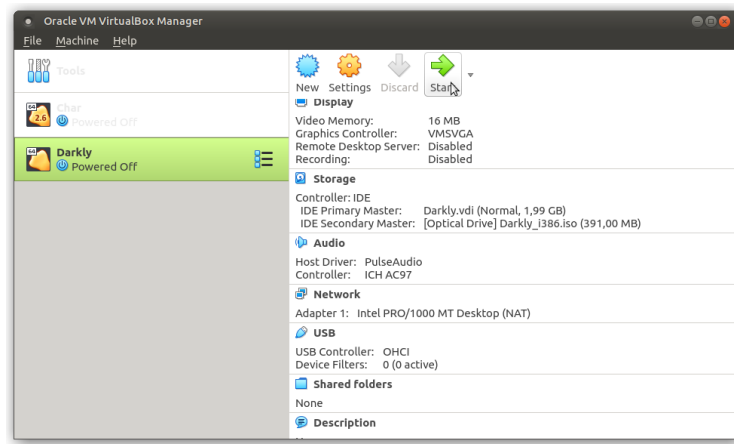 Oracle VM VirtualBox Manager
File Machine Help
Tools
Char
Powered Off
Darkly
Powered Off
New Settings Discard Start
Display
Video Memory: 16 MB
Graphics Controller: VMSVGA
Remote Desktop Server: Disabled
Recording: Disabled
Storage
Controller: IDE
IDE Primary Master: Darkly.vdi (Normal, 1,99 GB)
IDE Secondary Master: [Optical Drive] Darkly_i386.iso (391,00 MB)
Audio
Host Driver: PulseAudio
Controller: ICH AC97
Network
Adapter 1: Intel PRO/1000 MT Desktop (NAT)
USB
USB Controller: OHCI
Device Filters: 0 (0 active)
Shared folders
None
Description